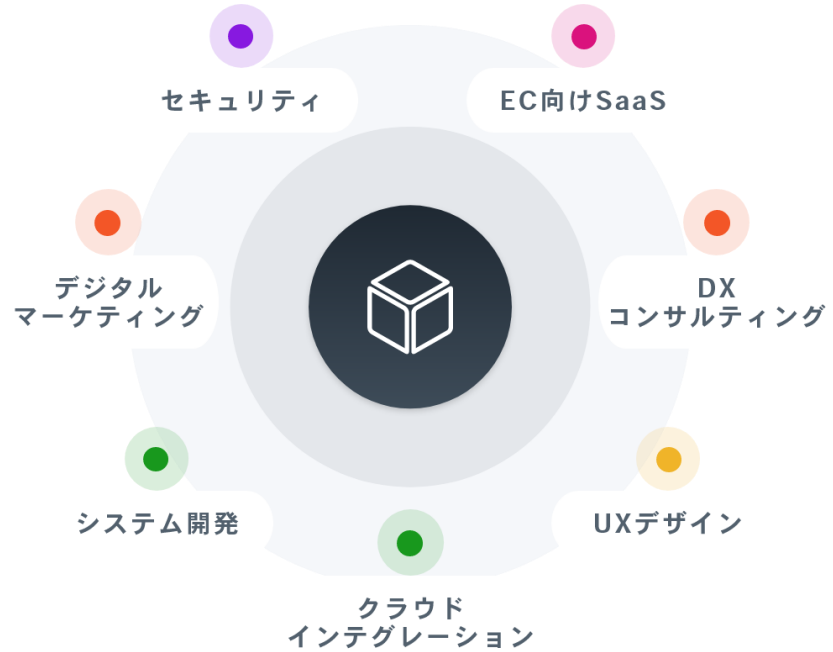 セキュリティ
EC向けSaaS
デジタル
マーケティング
DX
コンサルティング
システム開発
UXデザイン
クラウド
インテグレーション